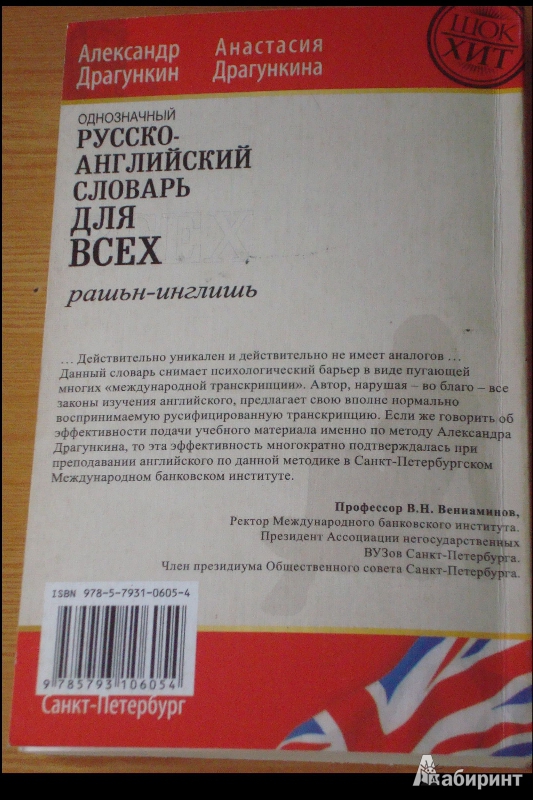 Александр Драгункин
Анастасия Драгункина
ШОК
ХИТ
ОДНОЗНАЧНЫЙ
РУССКО-
АНГЛИЙСКИЙ
СЛОВАРЬ
ДЛЯ
ВСЕХ
рашьн-инглишь
... Действительно уникален и действительно не имеет аналогов ...
Данный словарь снимает психологический барьер в виде пугающей
многих «международной транскрипции». Автор, нарушая – во благо – все
законы изучения английского, предлагает свою вполне нормально
воспринимаемую русифицированную транскрипцию. Если же говорить об
эффективности подачи учебного материала именно по методу Александра
Драгункина, то эта эффективность многократно подтверждалась при
преподавании английского по данной методике в Санкт-Петербургском
Международном банковском институте.
Профессор В.Н. Вениаминов,
Ректор Международного банковского института.
Президент Ассоциации негосударственных
ВУЗов Санкт-Петербурга.
Член президиума Общественного совета Санкт-Петербурга.
ISBN 978-5-7931-0605-4
9 785793 106054
Санкт-Петербург
Лабиринт